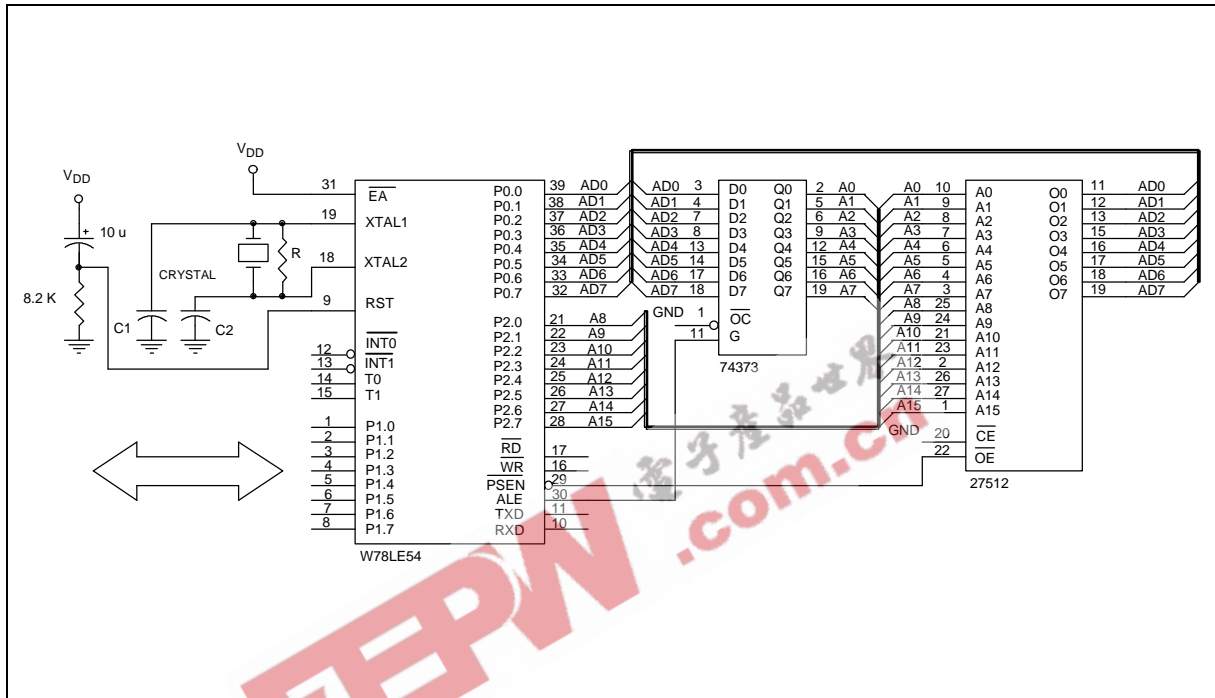 VDD
VDD
10 u
+
8.2 K
C1
CRYSTAL
C2
R
31 EA
19 XTAL1
18 XTAL2
9 RST
12 INT0
13 INT1
14 T0
15 T1
1 P1.0
2 P1.1
3 P1.2
4 P1.3
5 P1.4
6 P1.5
7 P1.6
8 P1.7
P0.0 39 AD0
P0.1 38 AD1
P0.2 37 AD2
P0.3 36 AD3
P0.4 35 AD4
P0.5 34 AD5
P0.6 33 AD6
P0.7 32 AD7
P2.0 21 A8
P2.1 22 A9
P2.2 23 A10
P2.3 24 A11
P2.4 25 A12
P2.5 26 A13
P2.6 27 A14
P2.7 28 A15
RD 17
WR 16
PSEN 29
ALE 30
TXD 11
RXD 10
W78LE54
AD0 3 D0 Q0 2 A0
AD1 4 D1 Q1 5 A1
AD2 7 D2 Q2 6 A2
AD3 8 D3 Q3 9 A3
AD4 13 D4 Q4 12 A4
AD5 14 D5 Q5 15 A5
AD6 17 D6 Q6 16 A6
AD7 18 D7 Q7 19 A7
GND 1 OC
11 G
74373
A0 10 A0 O0 11 AD0
A1 9 A1 O1 12 AD1
A2 8 A2 O2 13 AD2
A3 7 A3 O3 15 AD3
A4 6 A4 O4 16 AD4
A5 5 A5 O5 17 AD5
A6 4 A6 O6 18 AD6
A7 3 A7 O7 19 AD7
A8 25 A8
A9 24 A9
A10 21 A10
A11 23 A11
A12 2 A12
A13 26 A13
A14 27 A14
A15 1 A15
GND 20 CE
22 OE
27512
電子產品世界
EEPW.com.cn